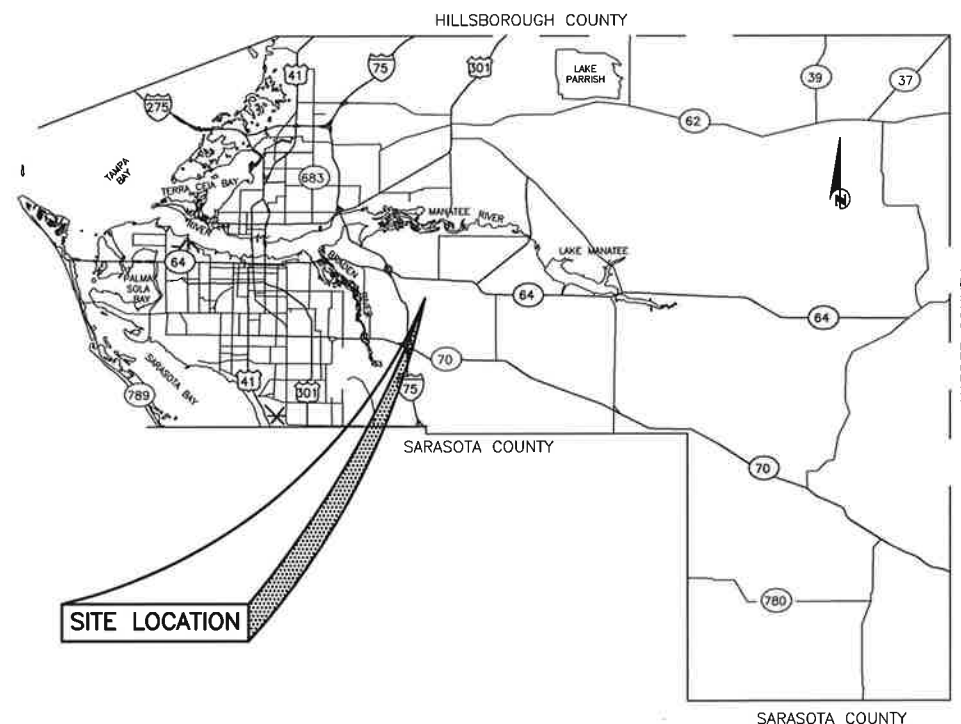 HILLSBOROUGH COUNTY
41
75
301
LAKE
PARRISH
39
37
275
62
TAMPA
BAY
683
TERRA CEIA BAY
N
RIVER
MANATEE RIVER
64
BRADEN
LAKE MANATEE
PALMA
SOLA
BAY
64
64
SARASOTA BAY
70
789
41
301
75
SARASOTA COUNTY
70
780
SITE LOCATION
SARASOTA COUNTY